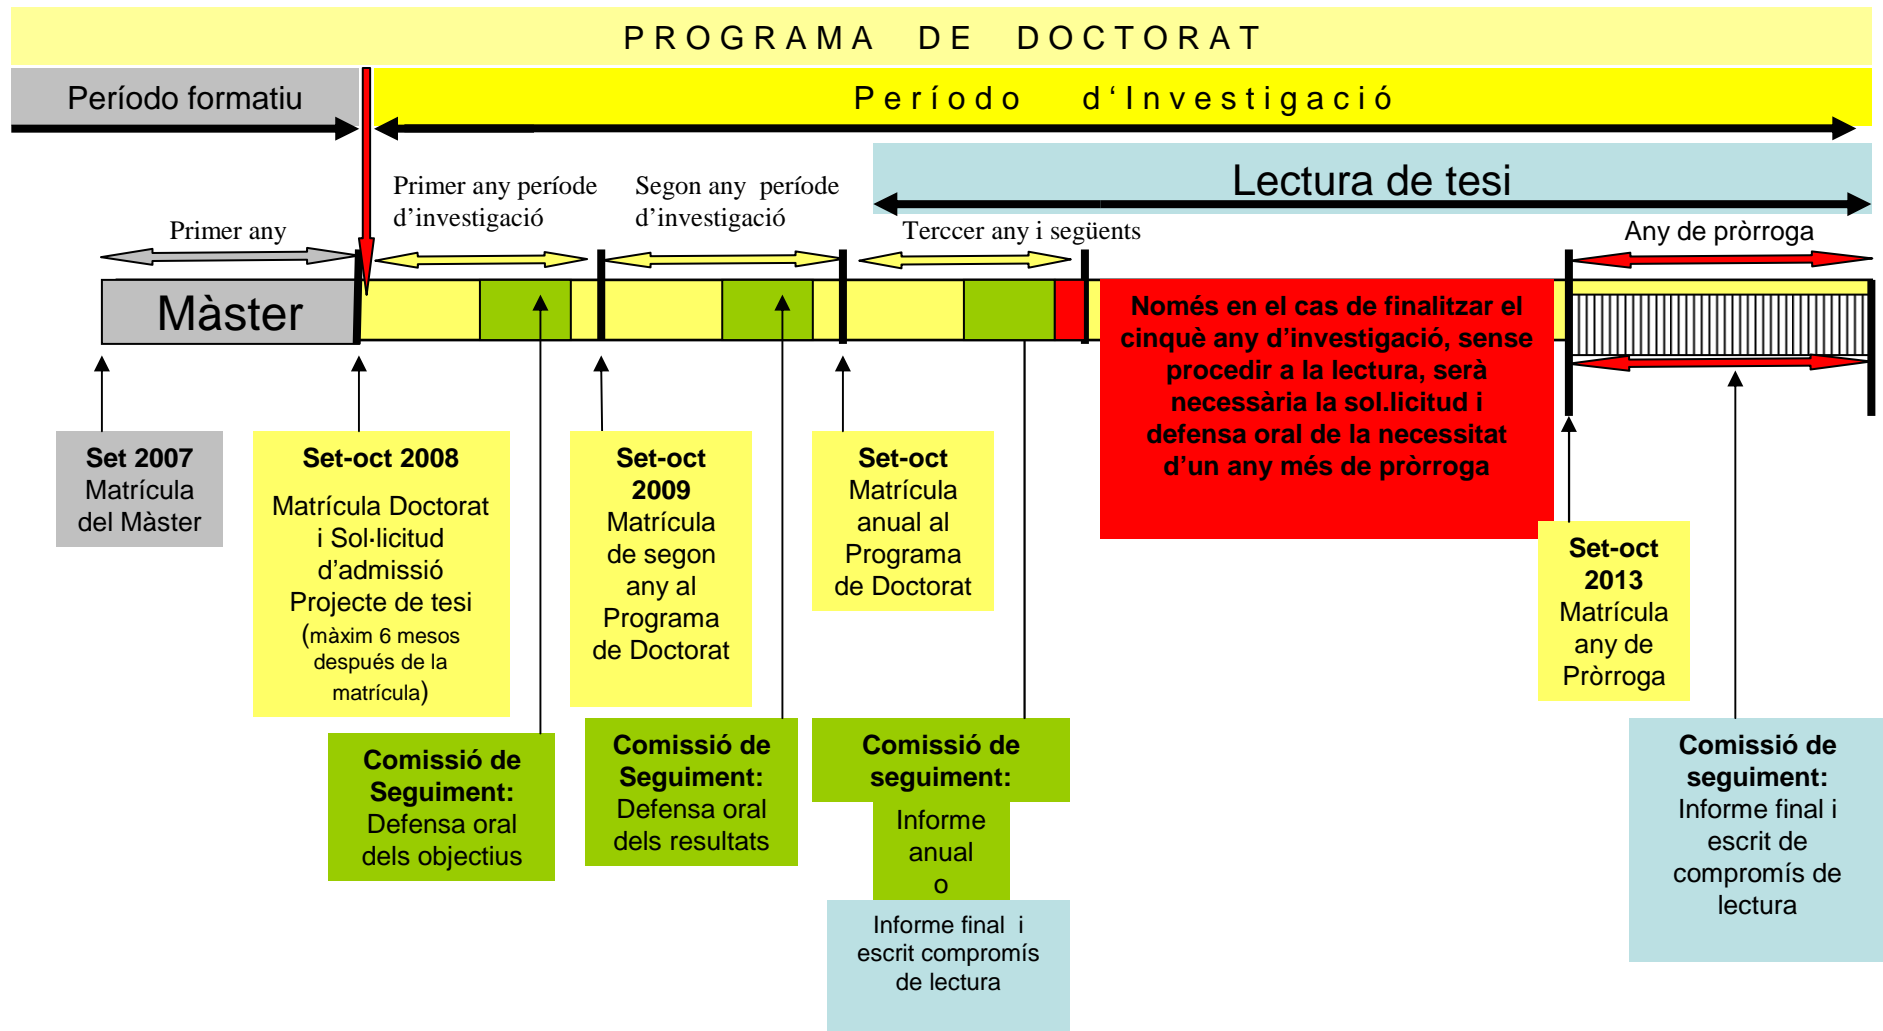 PROGRAMA DE DOCTORAT
Período formatiu
Período d‘Investigació
Lectura de tesi
Primer any
Primer any període
d’investigació
Segon any període
d’investigació
Terccer any i següents
Any de pròrroga
Màster
Només en el cas de finalitzar el
cinquè any d’investigació, sense
procedir a la lectura, serà
necessària la sol.licitud i
defensa oral de la necessitat
d’un any més de pròrroga
Set 2007
Matrícula
del Màster
Set-oct 2008
Matrícula Doctorat
i Sol·licitud
d’admissió
Projecte de tesi
(màxim 6 mesos
després de la
matrícula)
Set-oct
2009
Matrícula
de segon
any al
Programa
de Doctorat
Set-oct
Matrícula
anual al
Programa
de Doctorat
Set-oct
2013
Matrícula
any de
Pròrroga
Comissió de
Seguiment:
Defensa oral
dels objectius
Comissió de
Seguiment:
Defensa oral
dels resultats
Comissió de
seguiment:
Informe
anual
o
Informe final i
escrit compromís
de lectura
Comissió de
seguiment:
Informe final i
escrit de
compromís de
lectura